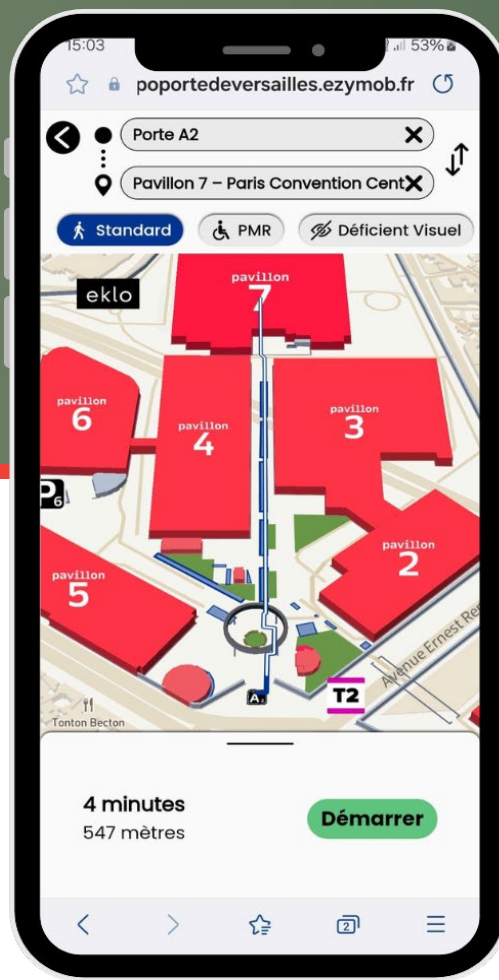 15:03
53%
poportedeversailles.ezymob.fr
Porte A2
Pavillon 7 – Paris Convention Cent
Standard
PMR
Déficient Visuel
pavillon
7
eklo
pavillon
6
pavillon
4
pavillon
3
P6
pavillon
5
pavillon
2
Avenue Ernest Re
A2
T2
Tonton Becton
4 minutes
547 mètres
Démarrer
2